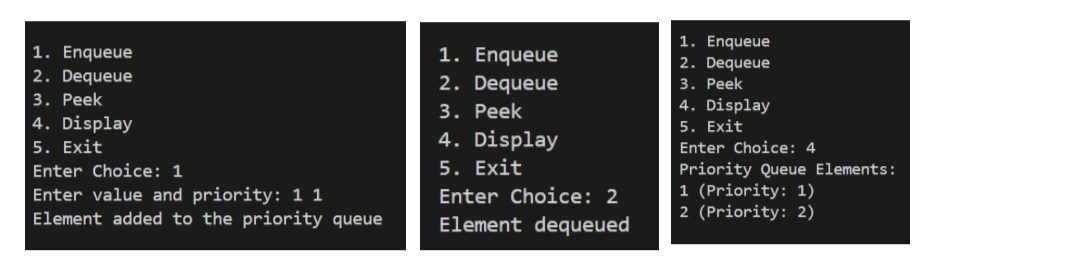 1. Enqueue
2. Dequeue
3. Peek
4. Display
5. Exit
Enter Choice: 1
Enter value and priority: 1 1
Element added to the priority queue
1. Enqueue
2. Dequeue
3. Peek
4. Display
5. Exit
Enter Choice: 2
Element dequeued
1. Enqueue
2. Dequeue
3. Peek
4. Display
5. Exit
Enter Choice: 4
Priority Queue Elements:
1 (Priority: 1)
2 (Priority: 2)